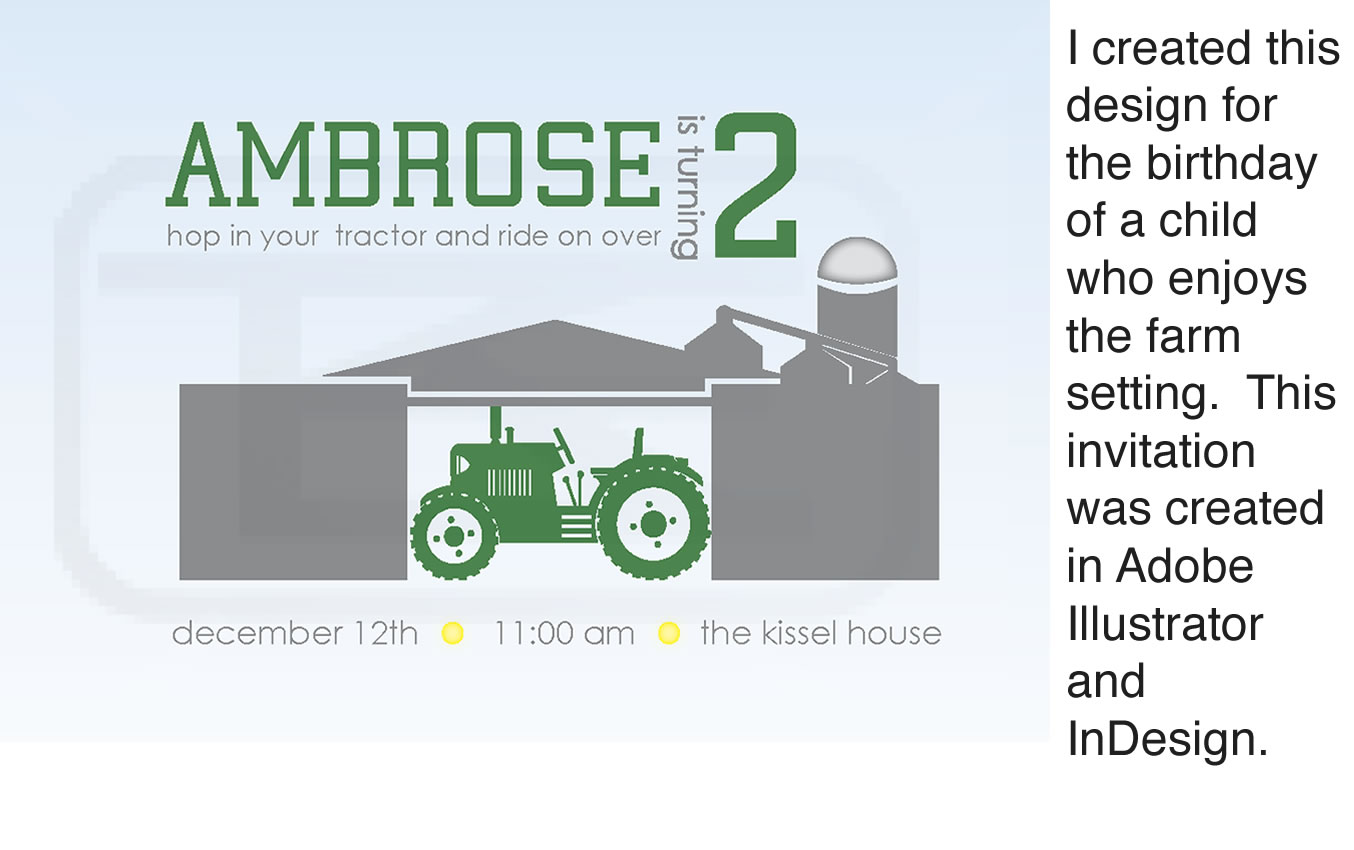 AMBROSE is turning 2
hop in your  tractor and ride on over
december 12th 11:00 am the kissel house
I created this
design for
the birthday
of a child
who enjoys
the farm
setting.  This
invitation
was created
in Adobe
Illustrator
and
InDesign.